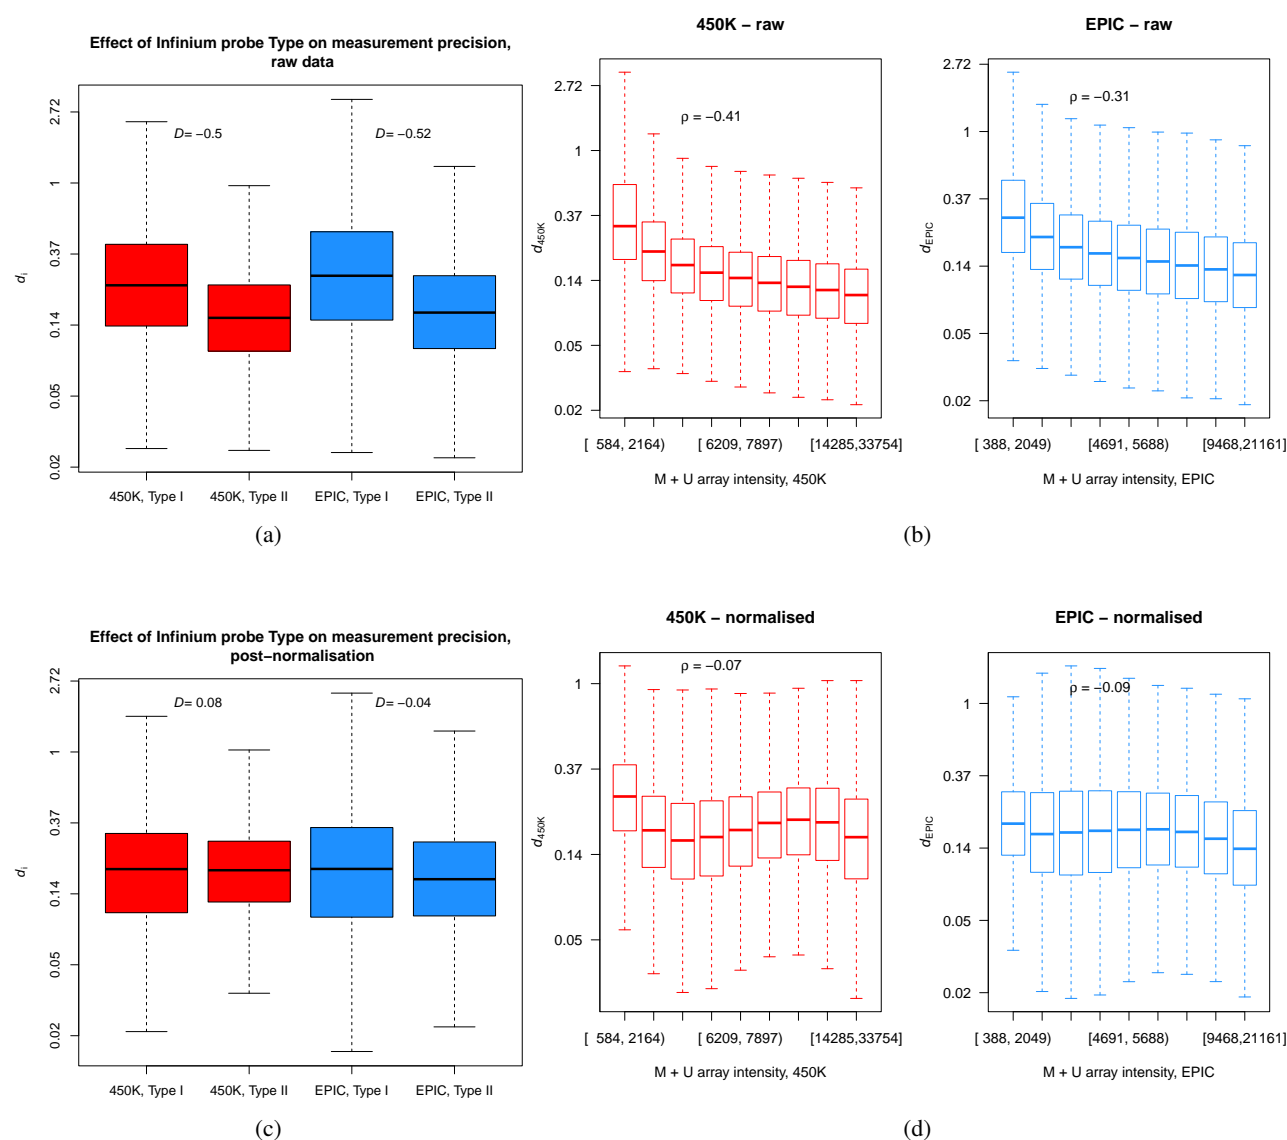 Effect of Infinium probe Type on measurement precision,
raw data
d_i
2.72
1
0.37
0.14
0.05
0.02
D= −0.5
D= −0.52
450K, Type I
450K, Type II
EPIC, Type I
EPIC, Type II
(a)
450K − raw
d_450K
2.72
1
0.37
0.14
0.05
0.02
ρ = −0.41
[ 584, 2164)
[ 6209, 7897)
[14285,33754]
M + U array intensity, 450K
EPIC − raw
d_EPIC
2.72
1
0.37
0.14
0.05
0.02
ρ = −0.31
[ 388, 2049)
[4691, 5688)
[9468,21161]
M + U array intensity, EPIC
(b)
Effect of Infinium probe Type on measurement precision,
post−normalisation
d_i
2.72
1
0.37
0.14
0.05
0.02
D= 0.08
D= −0.04
450K, Type I
450K, Type II
EPIC, Type I
EPIC, Type II
(c)
450K − normalised
d_450K
1
0.37
0.14
0.05
ρ = −0.07
[ 584, 2164)
[ 6209, 7897)
[14285,33754]
M + U array intensity, 450K
EPIC − normalised
d_EPIC
1
0.37
0.14
0.05
0.02
ρ = −0.09
[ 388, 2049)
[4691, 5688)
[9468,21161]
M + U array intensity, EPIC
(d)